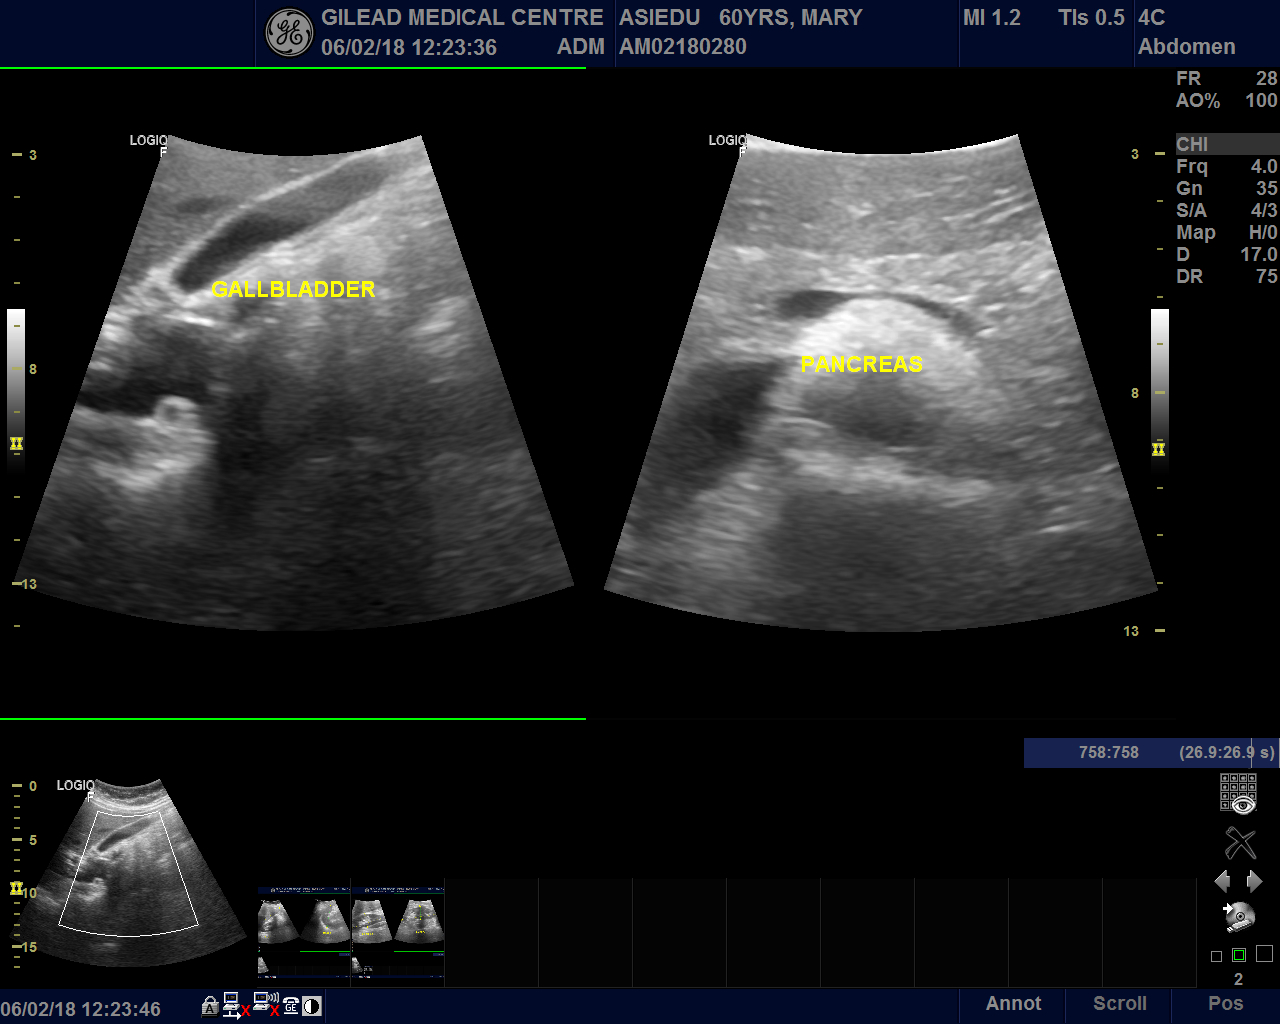 GILEAD MEDICAL CENTRE
06/02/18 12:23:36 ADM
ASIEDU 60YRS, MARY
AM02180280
MI 1.2 TIs 0.5
4C
Abdomen
FR 28
AO% 100
CHI
Frq 4.0
Gn 35
S/A 4/3
Map H/0
D 17.0
DR 75
LOGIQ
F
3
8
13
GALLBLADDER
LOGIQ
F
3
8
13
PANCREAS
758:758 (26.9:26.9 s)
LOGIQ
F
0
5
10
15
2
06/02/18 12:23:46
GE
Annot Scroll Pos